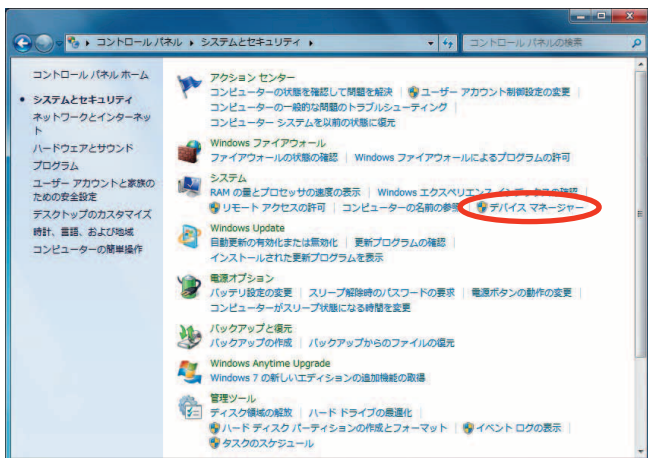 コントロール パネル ▸ システムとセキュリティ ▸
コントロール パネルの検索
コントロール パネル ホーム
システムとセキュリティ
ネットワークとインターネッ
ト
ハードウェアとサウンド
プログラム
ユーザー アカウントと家族の
ための安全設定
デスクトップのカスタマイズ
時計、言語、および地域
コンピューターの簡単操作
アクション センター
コンピューターの状態を確認して問題を解決 | ユーザー アカウント制御設定の変更
コンピューターの一般的な問題のトラブルシューティング
コンピューター システムを以前の状態に復元
Windows ファイアウォール
ファイアウォールの状態の確認 | Windows ファイアウォールによるプログラムの許可
システム
RAM の量とプロセッサの速度の表示 | Windows エクスペリエンス インデックスの確認
リモート アクセスの許可 | コンピューターの名前の参照 | デバイス マネージャー
Windows Update
自動更新の有効化または無効化 | 更新プログラムの確認
インストールされた更新プログラムを表示
電源オプション
バッテリ設定の変更 | スリープ解除時のパスワードの要求 | 電源ボタンの動作の変更
コンピューターがスリープ状態になる時間を変更
バックアップと復元
バックアップの作成 | バックアップからのファイルの復元
Windows Anytime Upgrade
Windows 7 の新しいエディションの追加機能の取得
管理ツール
ディスク領域の解放 | ハード ドライブの最適化
ハード ディスク パーティションの作成とフォーマット | イベント ログの表示
タスクのスケジュール